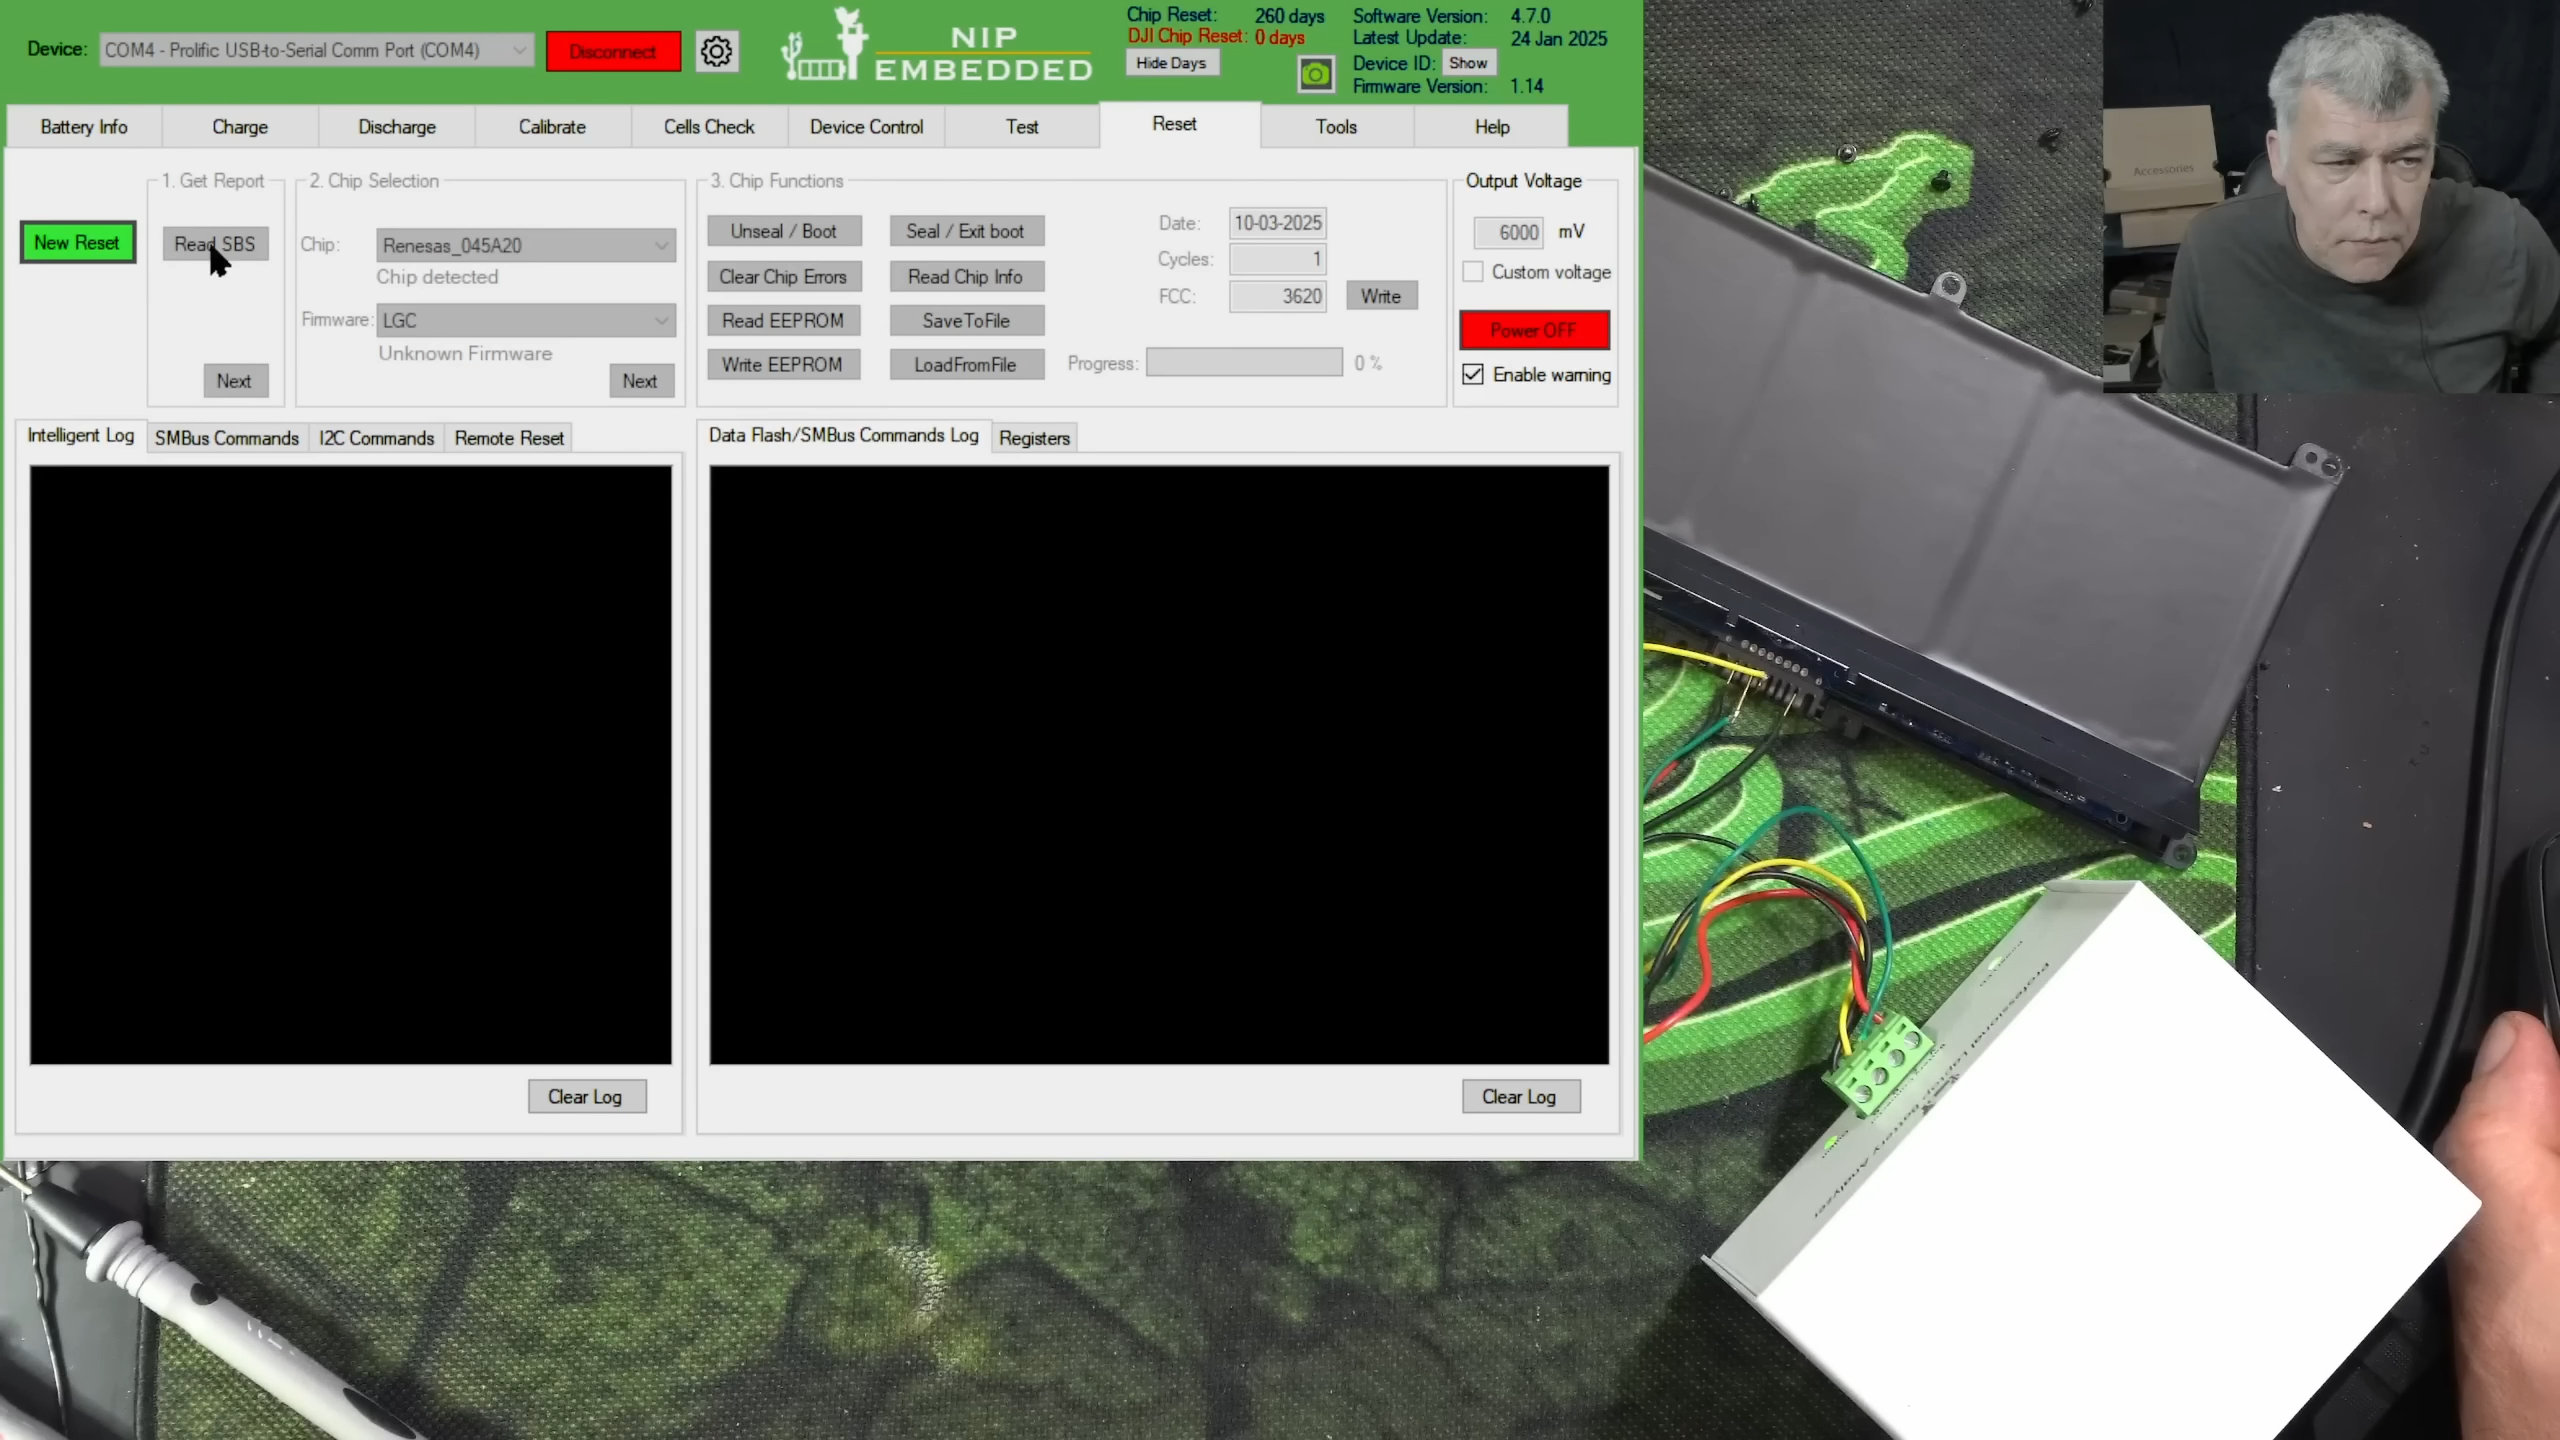 Device:
COM4 - Prolific USB-to-Serial Comm Port (COM4)
Disconnect
NIP
EMBEDDED
Chip Reset: 260 days
DJI Chip Reset: 0 days
Hide Days
Software Version: 4.7.0
Latest Update: 24 Jan 2025
Device ID: Show
Firmware Version: 1.14
Battery Info
Charge
Discharge
Calibrate
Cells Check
Device Control
Test
Reset
Tools
Help
New Reset
1. Get Report
Read SBS
Next
2. Chip Selection
Chip: Renesas_045A20
Chip detected
Firmware: LGC
Unknown Firmware
Next
3. Chip Functions
Unseal / Boot
Seal / Exit boot
Clear Chip Errors
Read Chip Info
Read EEPROM
SaveToFile
Write EEPROM
LoadFromFile
Date: 10-03-2025
Cycles: 1
FCC: 3620
Write
Progress: 0 %
Output Voltage
6000 mV
Custom voltage
Power OFF
Enable warning
Intelligent Log
SMBus Commands
I2C Commands
Remote Reset
Data Flash/SMBus Commands Log
Registers
Clear Log
Clear Log
Accessories
Professional Laptop Battery Analyzer